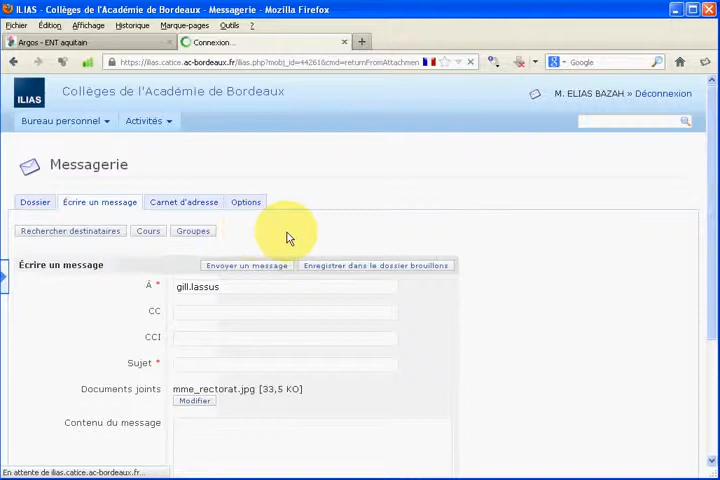 ILIAS - Collèges de l'Académie de Bordeaux - Messagerie - Mozilla Firefox
Fichier Édition Affichage Historique Marque-pages Outils ?
Argos - ENT aquitain Connexion...
https://ilias.catice.ac-bordeaux.fr/ilias.php?mobj_id=44261&cmd=returnFromAttachmen Google
ILIAS Collèges de l'Académie de Bordeaux M. ELIAS BAZAH » Déconnexion
Bureau personnel Activités
Messagerie
Dossier Écrire un message Carnet d'adresse Options
Rechercher destinataires Cours Groupes
Écrire un message Envoyer un message Enregistrer dans le dossier brouillons
À * gill.lassus
CC
CCI
Sujet *
Documents joints mme_rectorat.jpg [33,5 KO]
Modifier
Contenu du message
En attente de ilias.catice.ac-bordeaux.fr...